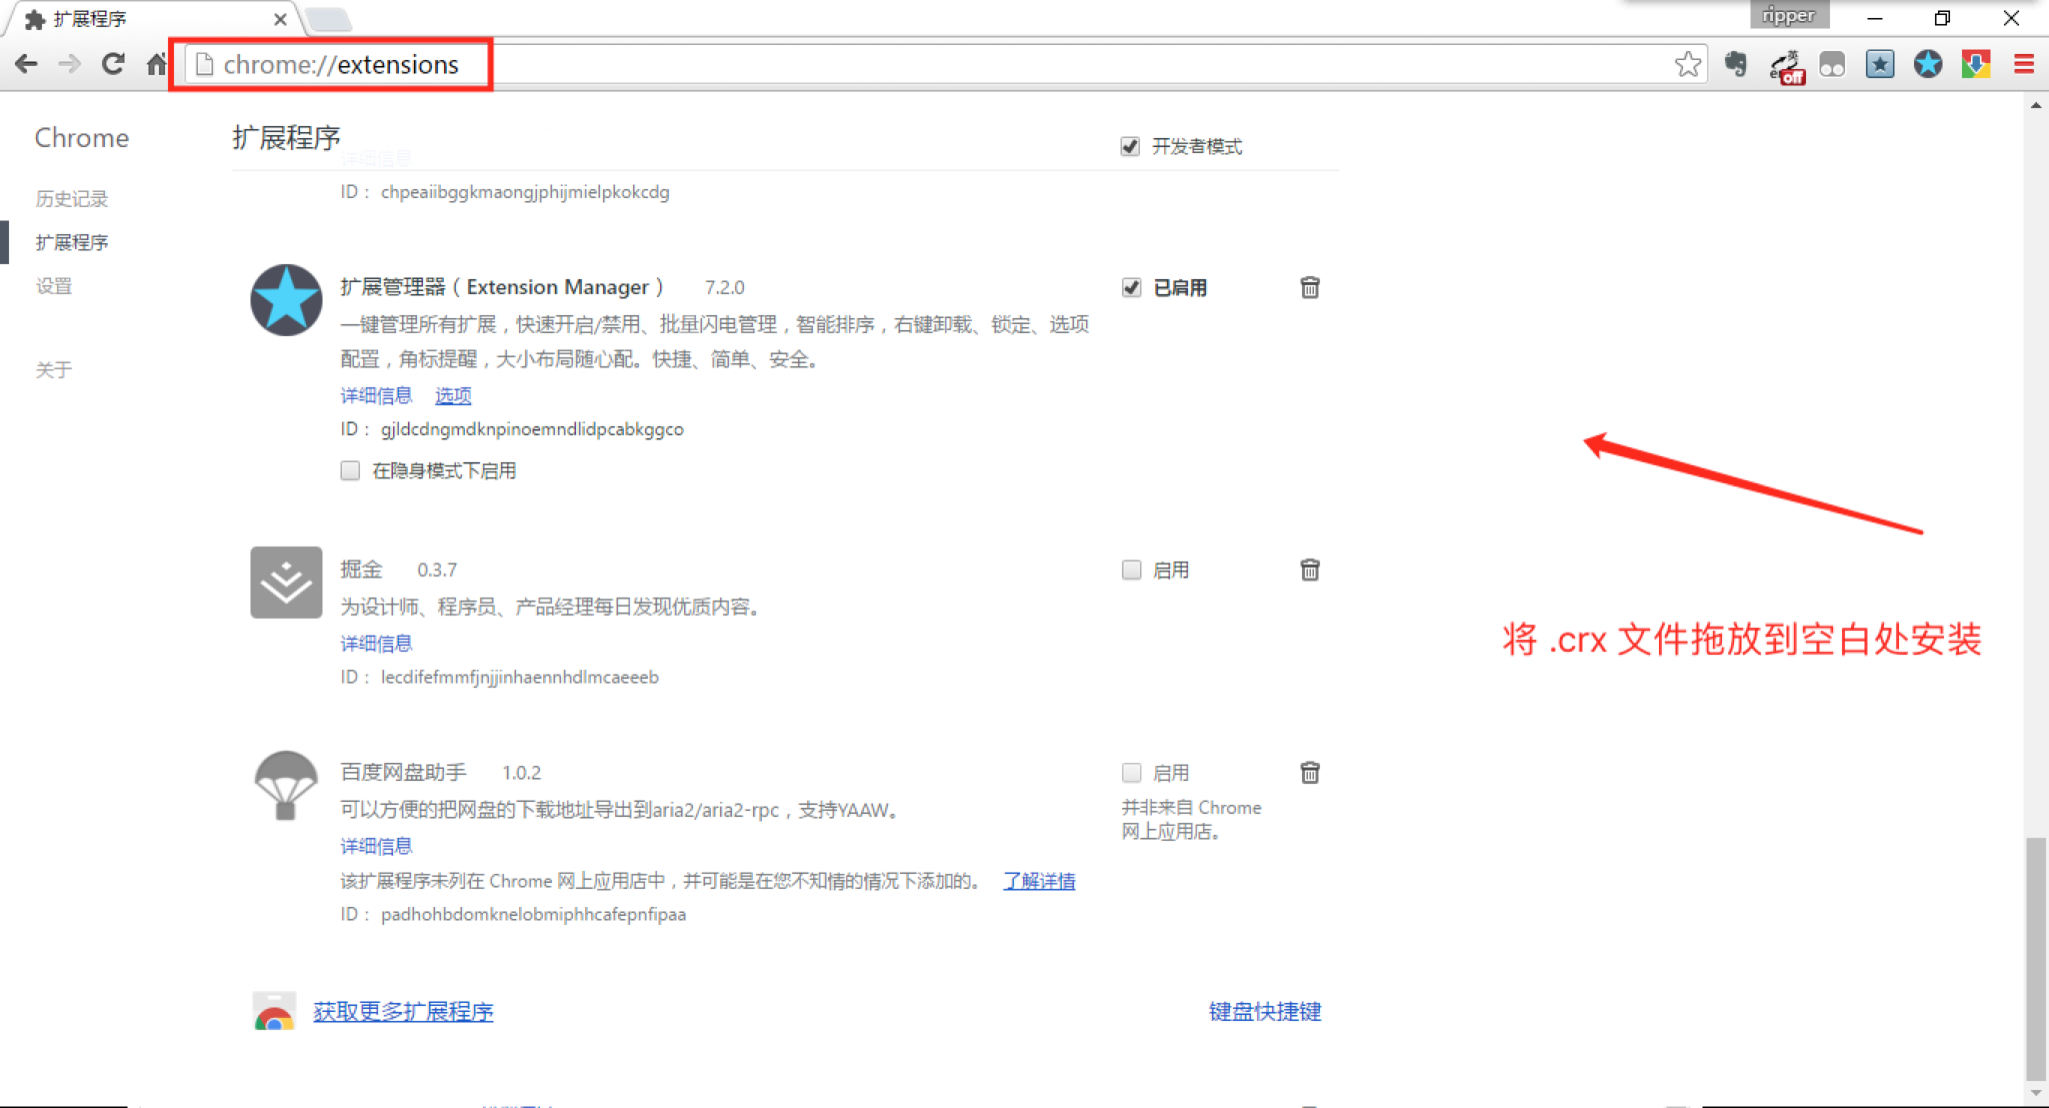 扩展程序
ripper
chrome://extensions
英
off
Chrome
扩展程序
开发者模式
详细信息
历史记录
扩展程序
设置
关于
ID： chpeaiibggkmaongjphijmielpkokcdg
扩展管理器（Extension Manager） 7.2.0
已启用
一键管理所有扩展，快速开启/禁用、批量闪电管理，智能排序，右键卸载、锁定、选项
配置，角标提醒，大小布局随心配。快捷、简单、安全。
详细信息 选项
ID： gjldcdngmdknpinoemndlidpcabkggco
在隐身模式下启用
掘金 0.3.7
启用
为设计师、程序员、产品经理每日发现优质内容。
详细信息
ID： lecdifefmmfjnjjinhaennhdlmcaeeeb
将 .crx 文件拖放到空白处安装
百度网盘助手 1.0.2
启用
可以方便的把网盘的下载地址导出到aria2/aria2-rpc，支持YAAW。
并非来自 Chrome
网上应用店。
详细信息
该扩展程序未列在 Chrome 网上应用店中，并可能是在您不知情的情况下添加的。 了解详情
ID： padhohbdomknelobmiphhcafepnfipaa
获取更多扩展程序
键盘快捷键